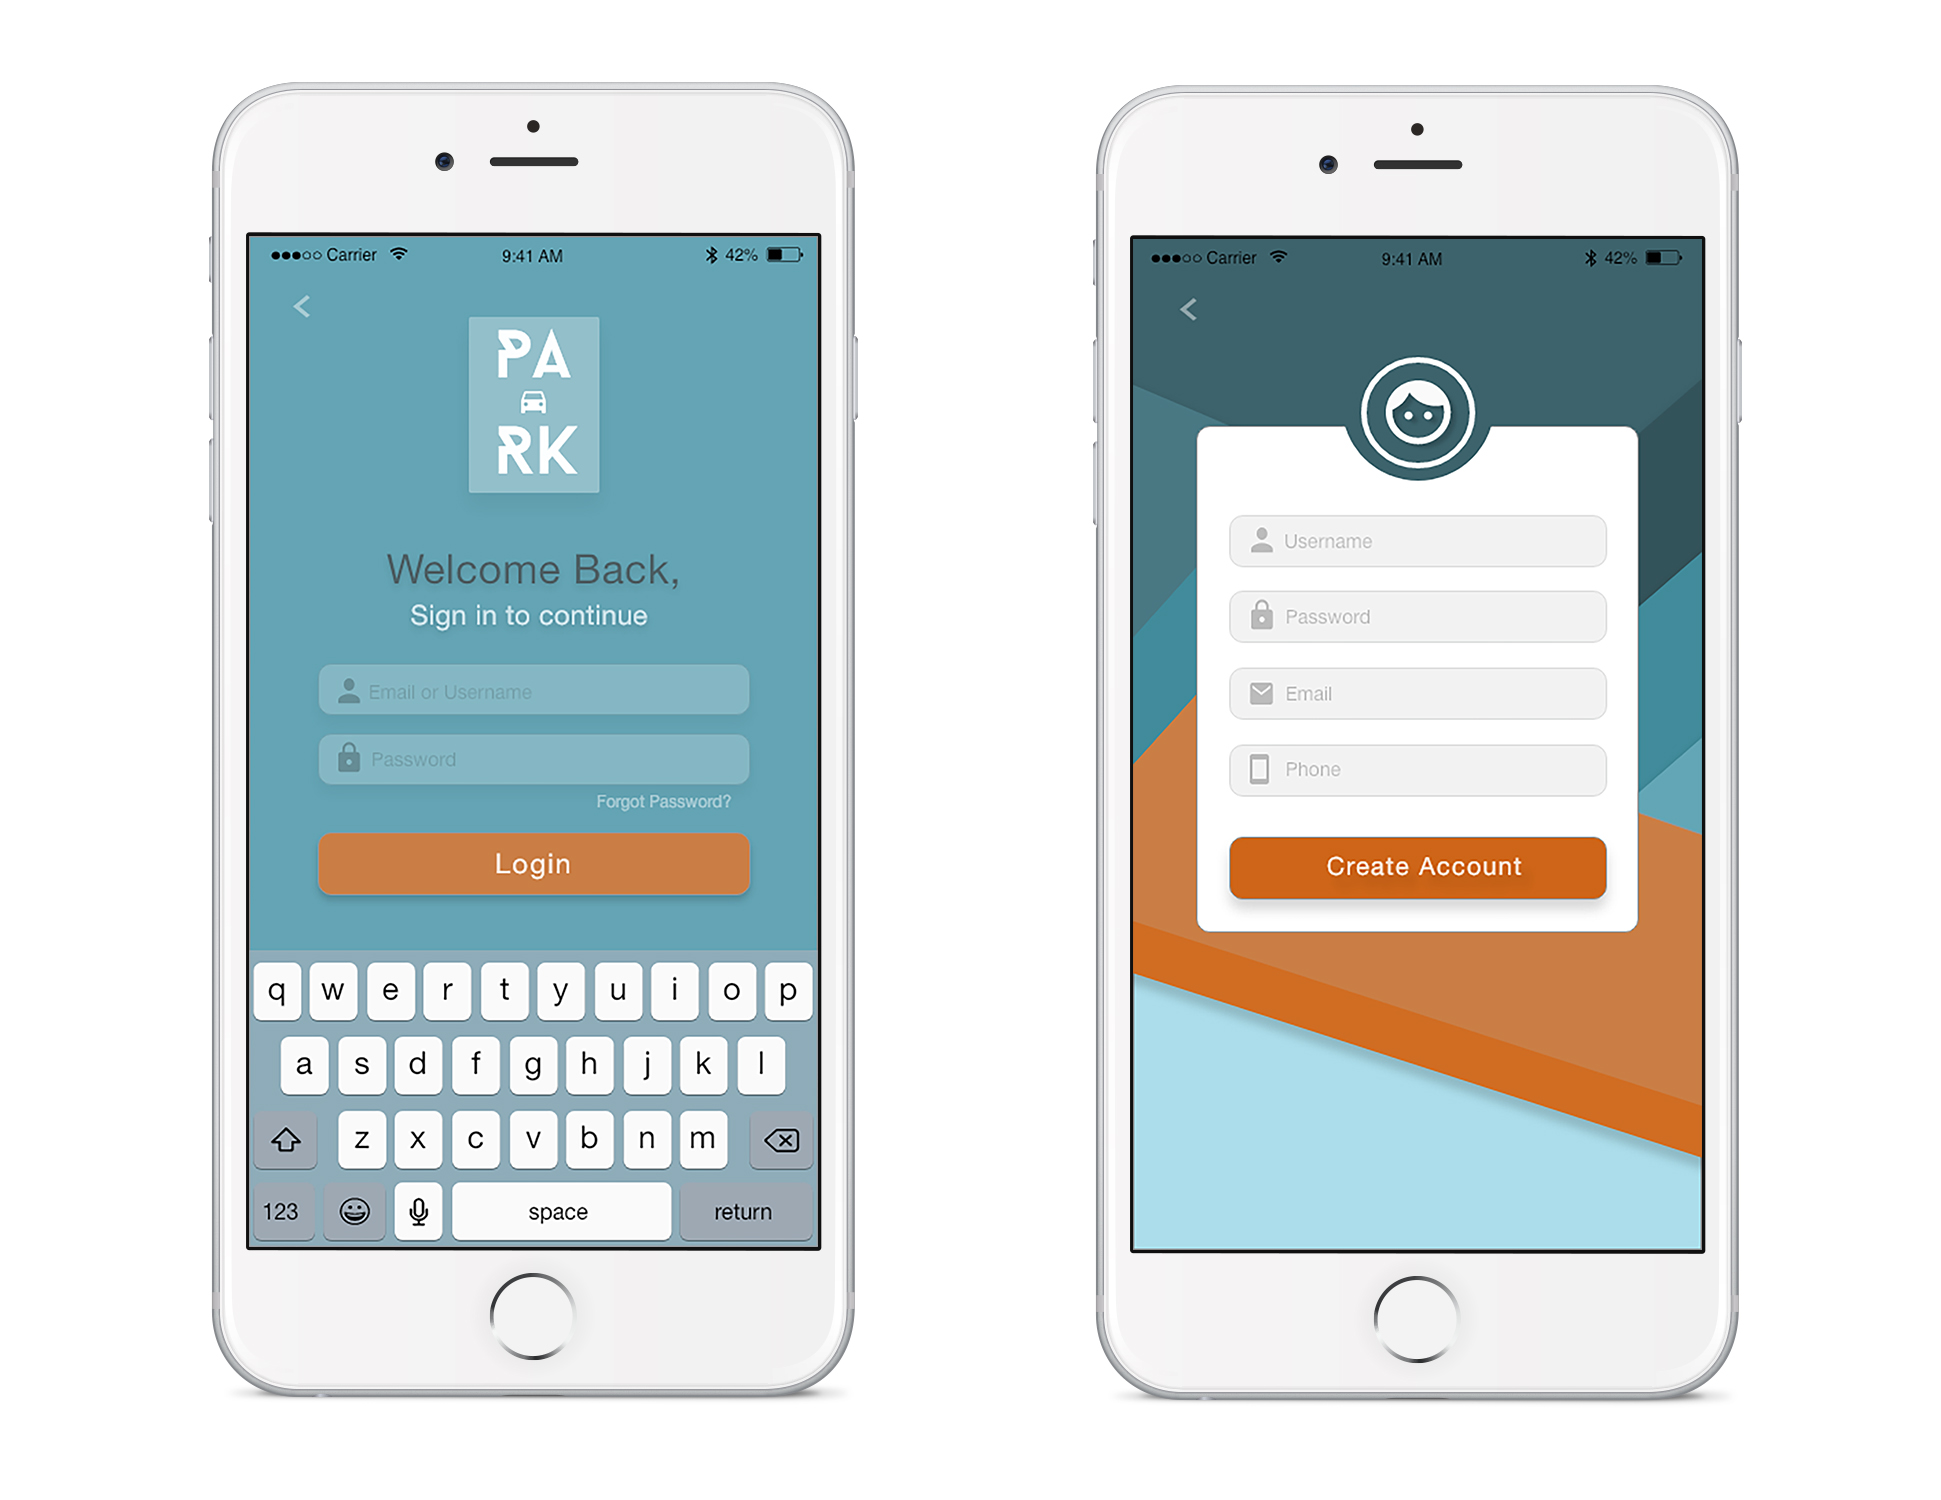 Carrier 9:41 AM 42%
PA
RK
Welcome Back,
Sign in to continue
Email or Username
Password
Forgot Password?
Login
q w e r t y u i o p
a s d f g h j k l
z x c v b n m
123 space return
Carrier 9:41 AM 42%
Username
Password
Email
Phone
Create Account